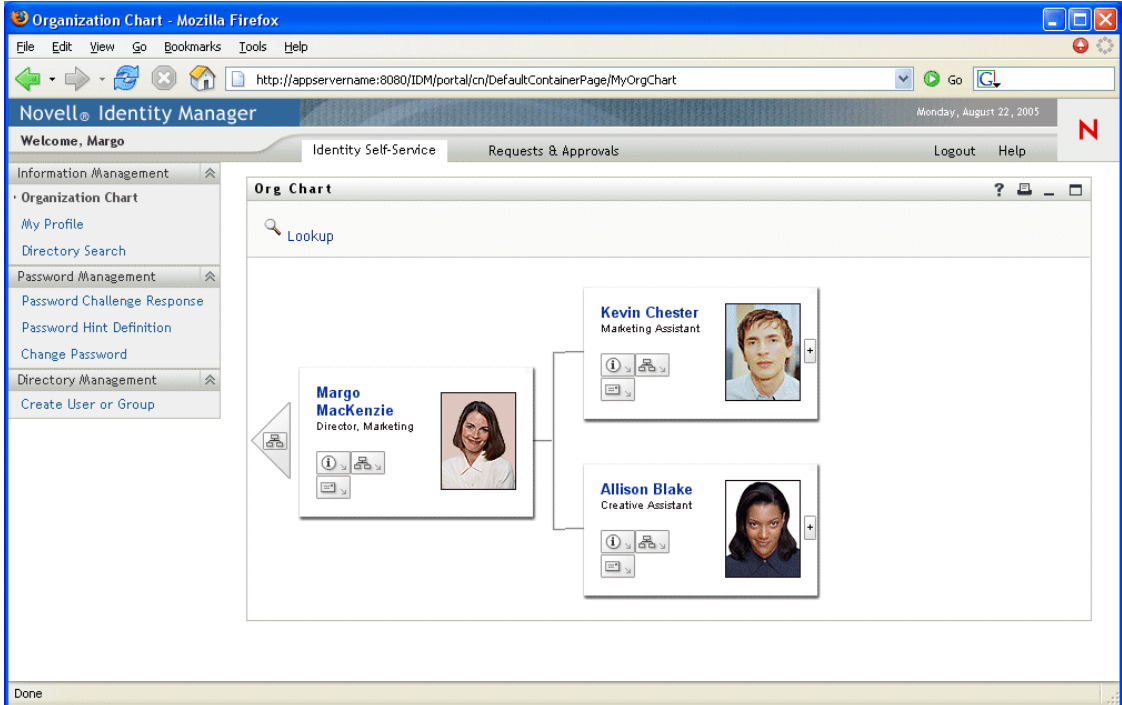 Organization Chart - Mozilla Firefox
File Edit View Go Bookmarks Tools Help
http://appservername:8080/IDM/portal/cn/DefaultContainerPage/MyOrgChart
Go
G
Novell® Identity Manager
Monday, August 22, 2005
N
Welcome, Margo
Identity Self-Service
Requests & Approvals
Logout Help
Information Management
· Organization Chart
My Profile
Directory Search
Password Management
Password Challenge Response
Password Hint Definition
Change Password
Directory Management
Create User or Group
Org Chart
?
Lookup
Margo
MacKenzie
Director, Marketing
i
Kevin Chester
Marketing Assistant
i
+
Allison Blake
Creative Assistant
i
+
Done